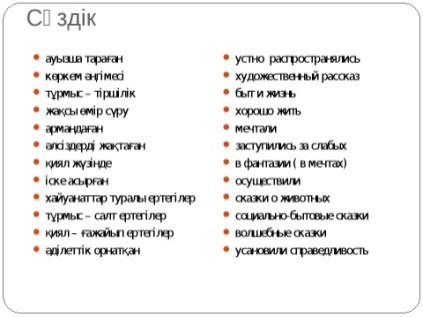 Сөздік
ауызша тараған
көркем әңгімесі
тұрмыс – тіршілік
жақсы өмір сүру
армандаған
әлсіздерді жақтаған
қиял жүзінде
іске асырған
хайуанаттар туралы ертегілер
тұрмыс – салт ертегілер
қиял – ғажайып ертегілер
әділеттік орнатқан
устно распространялись
художественный рассказ
быт и жизнь
хорошо жить
мечтали
заступились за слабых
в фантазии ( в мечтах)
осуществили
сказки о животных
социально-бытовые сказки
волшебные сказки
усановили справедливость